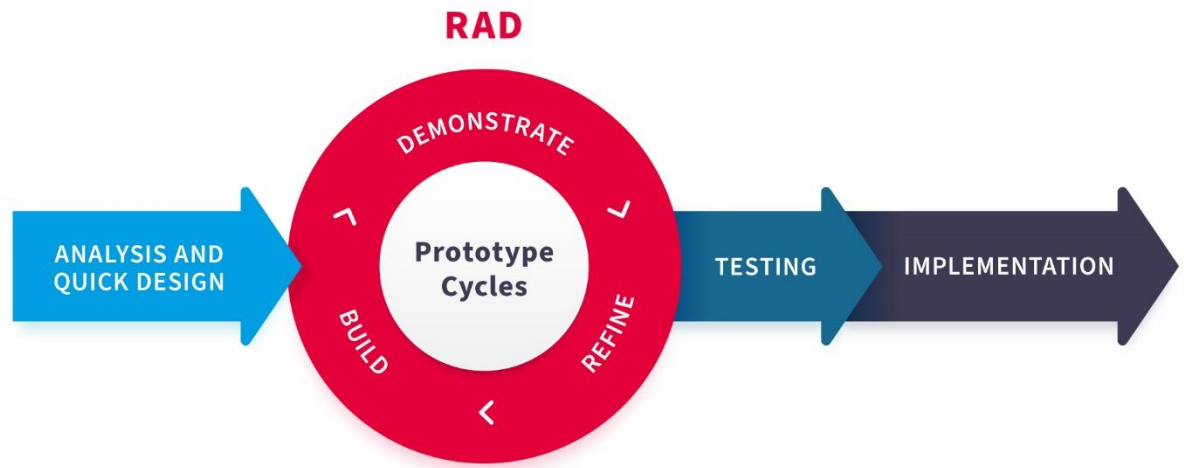 RAD
ANALYSIS AND
QUICK DESIGN
DEMONSTRATE
Prototype
Cycles
BUILD
REFINE
TESTING
IMPLEMENTATION